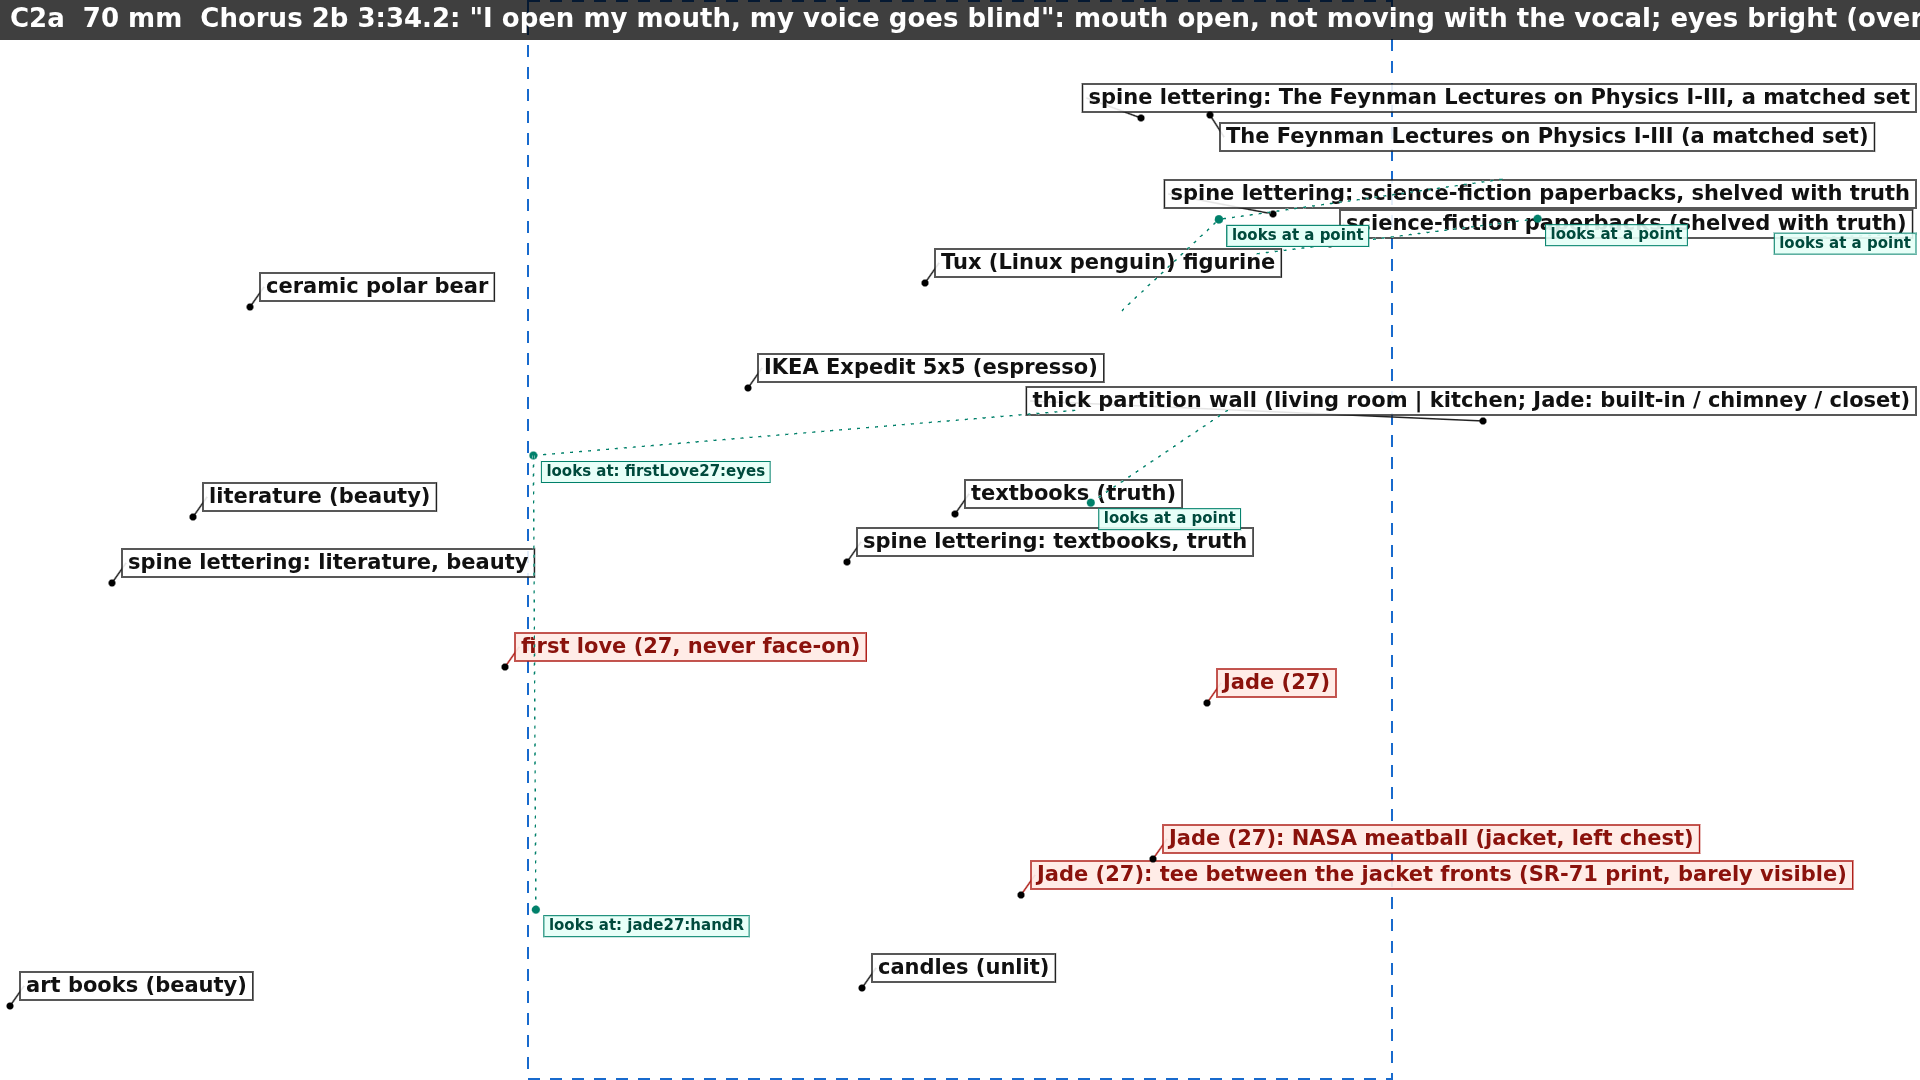 C2a  70 mm  Chorus 2b 3:34.2: "I open my mouth, my voice goes blind": mouth open, not moving with the vocal; eyes bright (over
spine lettering: The Feynman Lectures on Physics I-III, a matched set
The Feynman Lectures on Physics I-III (a matched set)
spine lettering: science-fiction paperbacks, shelved with truth
science-fiction paperbacks (shelved with truth)
looks at a point
looks at a point
looks at a point
Tux (Linux penguin) figurine
ceramic polar bear
IKEA Expedit 5x5 (espresso)
thick partition wall (living room | kitchen; Jade: built-in / chimney / closet)
looks at: firstLove27:eyes
literature (beauty)
textbooks (truth)
looks at a point
spine lettering: textbooks, truth
spine lettering: literature, beauty
first love (27, never face-on)
Jade (27)
Jade (27): NASA meatball (jacket, left chest)
Jade (27): tee between the jacket fronts (SR-71 print, barely visible)
looks at: jade27:handR
candles (unlit)
art books (beauty)